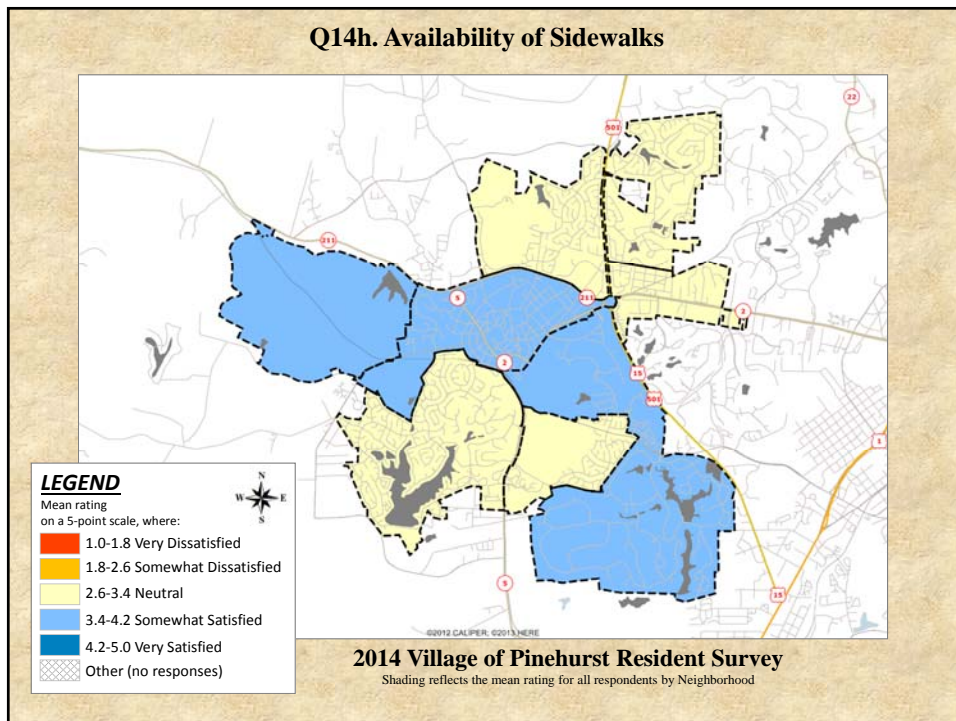 Q14h. Availability of Sidewalks
22
501
211
5
211
2
2
15
501
1
5
15
LEGEND
Mean rating
on a 5-point scale, where:
N
W E
S
1.0-1.8 Very Dissatisfied
1.8-2.6 Somewhat Dissatisfied
2.6-3.4 Neutral
3.4-4.2 Somewhat Satisfied
4.2-5.0 Very Satisfied
Other (no responses)
©2012 CALIPER; ©2013 HERE
2014 Village of Pinehurst Resident Survey
Shading reflects the mean rating for all respondents by Neighborhood